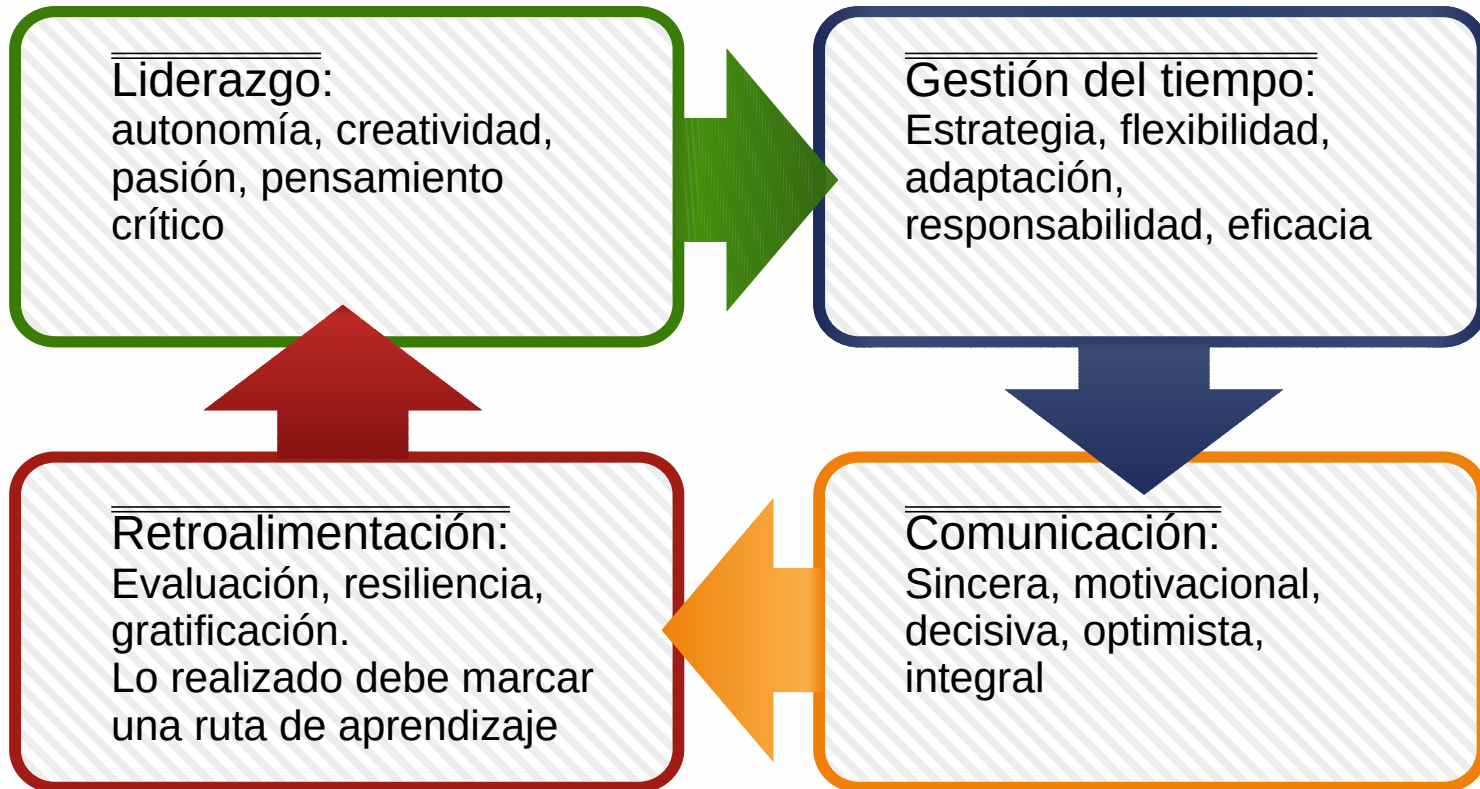 Liderazgo:
autonomía, creatividad,
pasión, pensamiento
crítico
Gestión del tiempo:
Estrategia, flexibilidad,
adaptación,
responsabilidad, eficacia
Comunicación:
Sincera, motivacional,
decisiva, optimista,
integral
Retroalimentación:
Evaluación, resiliencia,
gratificación.
Lo realizado debe marcar
una ruta de aprendizaje